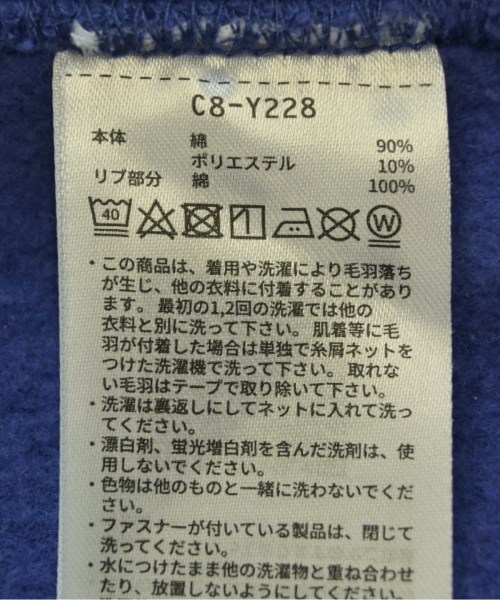 C8-Y228
本体 綿 90%
ポリエステル 10%
リブ部分 綿 100%
40 W
・この商品は、着用や洗濯により毛羽落ち
が生じ、他の衣料に付着することがあり
ます。 最初の1,2回の洗濯では他の
衣料と別に洗って下さい。 肌着等に毛
羽が付着した場合は単独で糸屑ネットを
つけた洗濯機で洗って下さい。 取れな
い毛羽はテープで取り除いて下さい。
・洗濯は裏返しにしてネットに入れて洗っ
てください。
・漂白剤、蛍光増白剤を含んだ洗剤は、使
用しないでください。
・色物は他のものと一緒に洗わないでくだ
さい。
・ファスナーが付いている製品は、閉じて
洗ってください。
・水につけたまま他の洗濯物と重ね合わせ
たり、放置しないようにしてください。